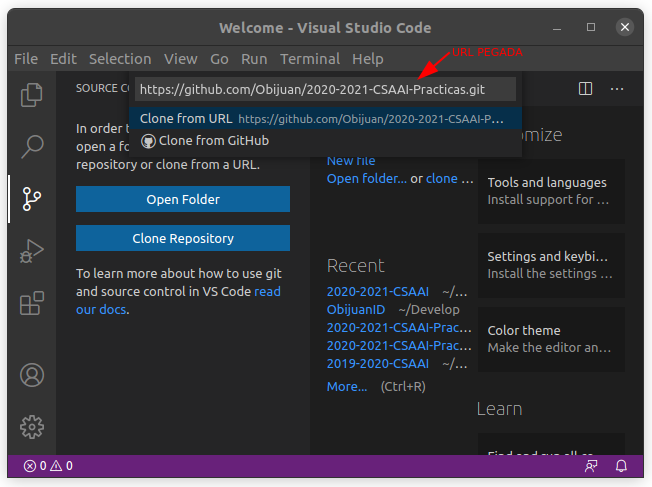 Welcome - Visual Studio Code
File Edit Selection View Go Run Terminal Help
URL PEGADA
https://github.com/Obijuan/2020-2021-CSAAI-Practicas.git
Clone from URL https://github.com/Obijuan/2020-2021-CSAAI-P...
Clone from GitHub
SOURCE CO
In order t
open a fo
repository or clone from a URL.
Open Folder
Clone Repository
To learn more about how to use git
and source control in VS Code read
our docs.
New file
Open folder... or clone ...
Recent
2020-2021-CSAAI ~/...
ObijuanID ~/Develop
2020-2021-CSAAI-Prac...
2020-2021-CSAAI-Prac...
2019-2020-CSAAI ~/...
More... (Ctrl+R)
omize
Tools and languages
Install support for ...
Settings and keybi...
Install the settings ...
Color theme
Make the editor an...
Learn
Find and run all co
0 0